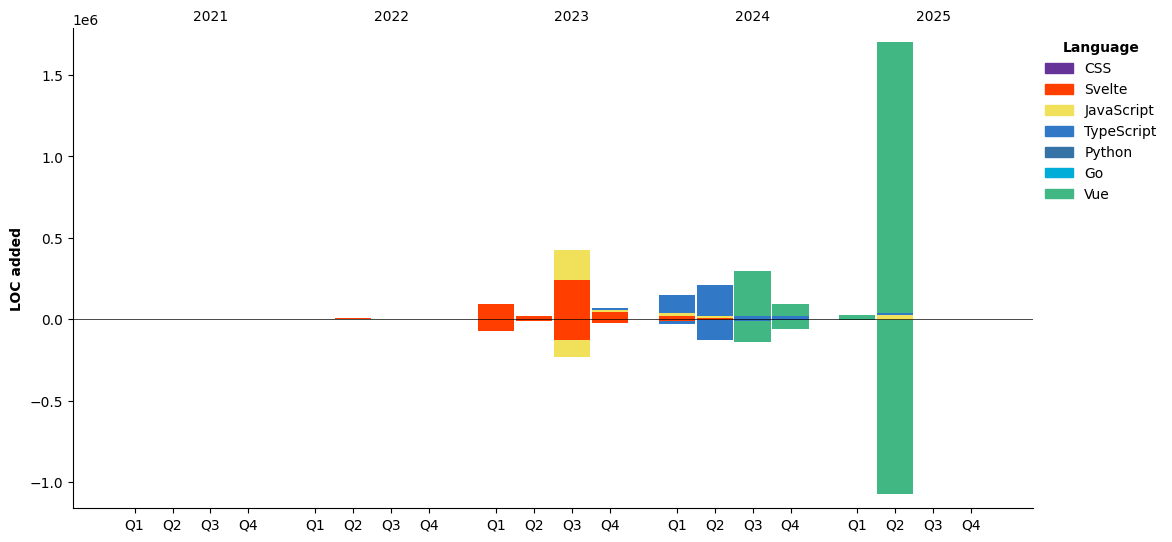 1e6
2021 2022 2023 2024 2025
Language
CSS
Svelte
JavaScript
TypeScript
Python
Go
Vue
LOC added
1.5
1.0
0.5
0.0
−0.5
−1.0
Q1 Q2 Q3 Q4 Q1 Q2 Q3 Q4 Q1 Q2 Q3 Q4 Q1 Q2 Q3 Q4 Q1 Q2 Q3 Q4